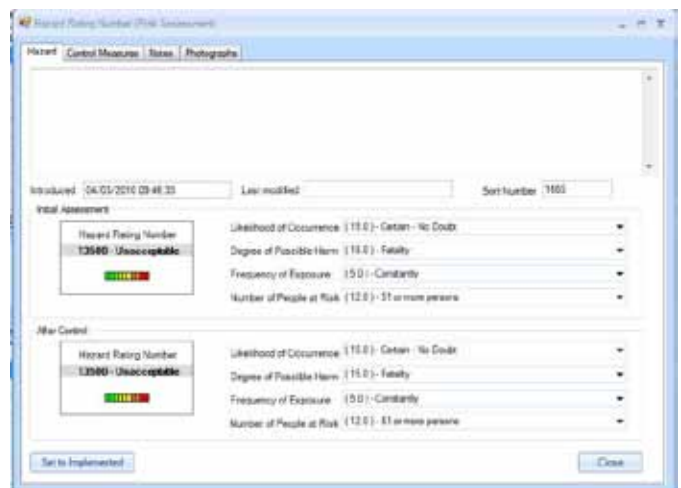 Hazard Rating Number (Risk Assessment)
Hazard Control Measures Notes Photographs
Introduced 04/03/2010 09:46:33 Last modified Sort Number
Initial Assessment
Hazard Rating Number
13500 - Unacceptable
Likelihood of Occurrence (15.0) - Certain - No Doubt
Degree of Possible Harm (15.0) - Fatality
Frequency of Exposure (5.0) - Constantly
Number of People at Risk (12.0) - 51 or more persons
After Control
Hazard Rating Number
13500 - Unacceptable
Likelihood of Occurrence (15.0) - Certain - No Doubt
Degree of Possible Harm (15.0) - Fatality
Frequency of Exposure (5.0) - Constantly
Number of People at Risk (12.0) - 51 or more persons
Set to Implemented Close